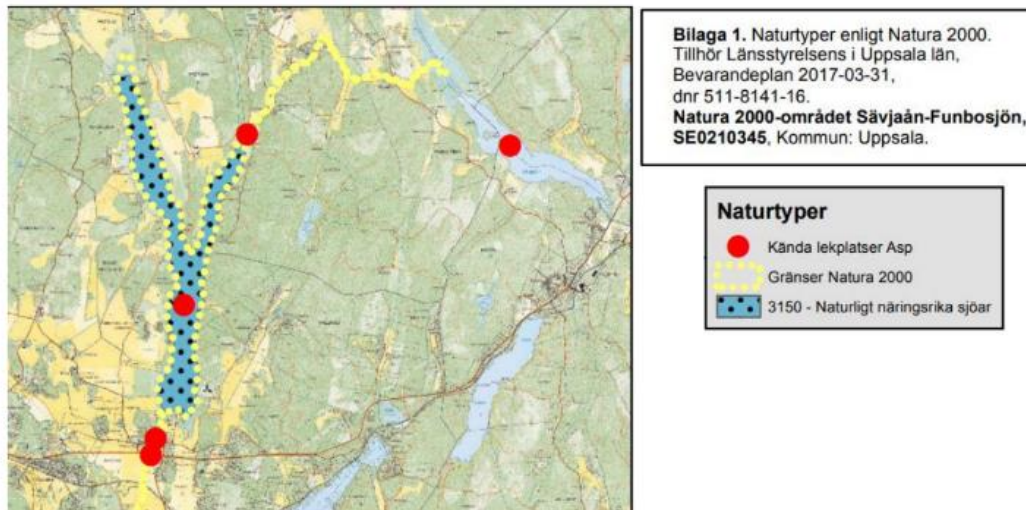 Bilaga 1. Naturtyper enligt Natura 2000.
Tillhör Länsstyrelsens i Uppsala län,
Bevarandeplan 2017-03-31,
dnr 511-8141-16.
Natura 2000-området Sävjaån-Funbosjön,
SE0210345, Kommun: Uppsala.
Naturtyper
Kända lekplatser Asp
Gränser Natura 2000
3150 - Naturligt näringsrika sjöar